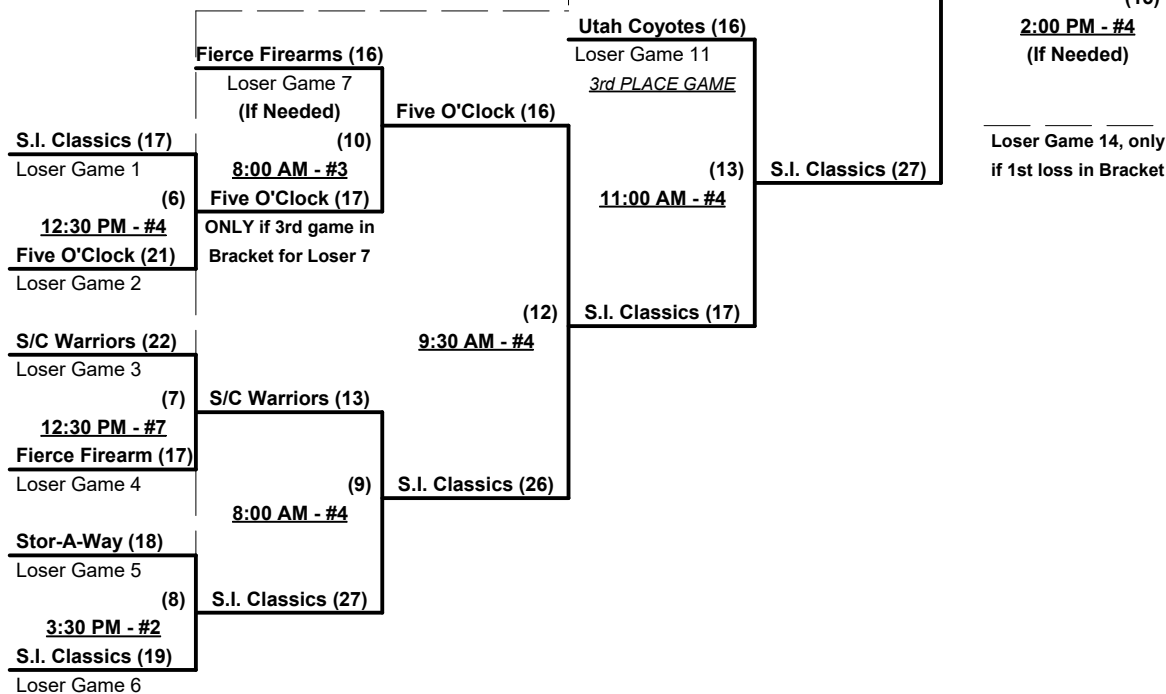 (15)
Utah Coyotes (16)
2:00 PM - #4
Fierce Firearms (16)
Loser Game 11
(If Needed)
Loser Game 7
3rd PLACE GAME
(If Needed)
Five O'Clock (16)
S.I. Classics (17)
(10)
Loser Game 14, only
Loser Game 1
8:00 AM - #3
(13)
S.I. Classics (27)
if 1st loss in Bracket
(6)
Five O'Clock (17)
11:00 AM - #4
12:30 PM - #4
ONLY if 3rd game in
Five O'Clock (21)
Bracket for Loser 7
Loser Game 2
(12)
S.I. Classics (17)
S/C Warriors (22)
9:30 AM - #4
Loser Game 3
(7)
S/C Warriors (13)
12:30 PM - #7
Fierce Firearm (17)
Loser Game 4
(9)
S.I. Classics (26)
8:00 AM - #4
Stor-A-Way (18)
Loser Game 5
(8)
S.I. Classics (27)
3:30 PM - #2
S.I. Classics (19)
Loser Game 6